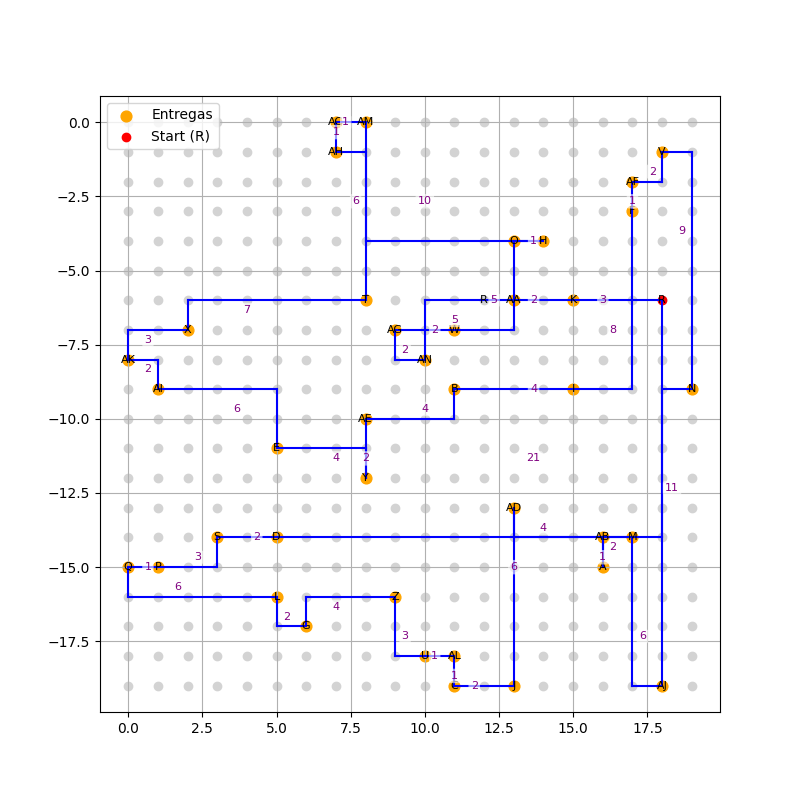 Entregas
Start (R)
0.0
−2.5
−5.0
−7.5
−10.0
−12.5
−15.0
−17.5
0.0 2.5 5.0 7.5 10.0 12.5 15.0 17.5
1 AM
1
AH
V
2
AF
6 10
1
9
O 1 H
T R 5 AA 2 K 3
7 5
X AG 2 W 8
3
2
AK AN
2
AI B 4 N
6 4
AE
E 4 2 21
Y
11
AD
4
S 2 D AB M
2
3 1
Q 1 P 6 A
6 L 4 Z
2
G 3 6
U 1 AL
1
C 2 J AJ